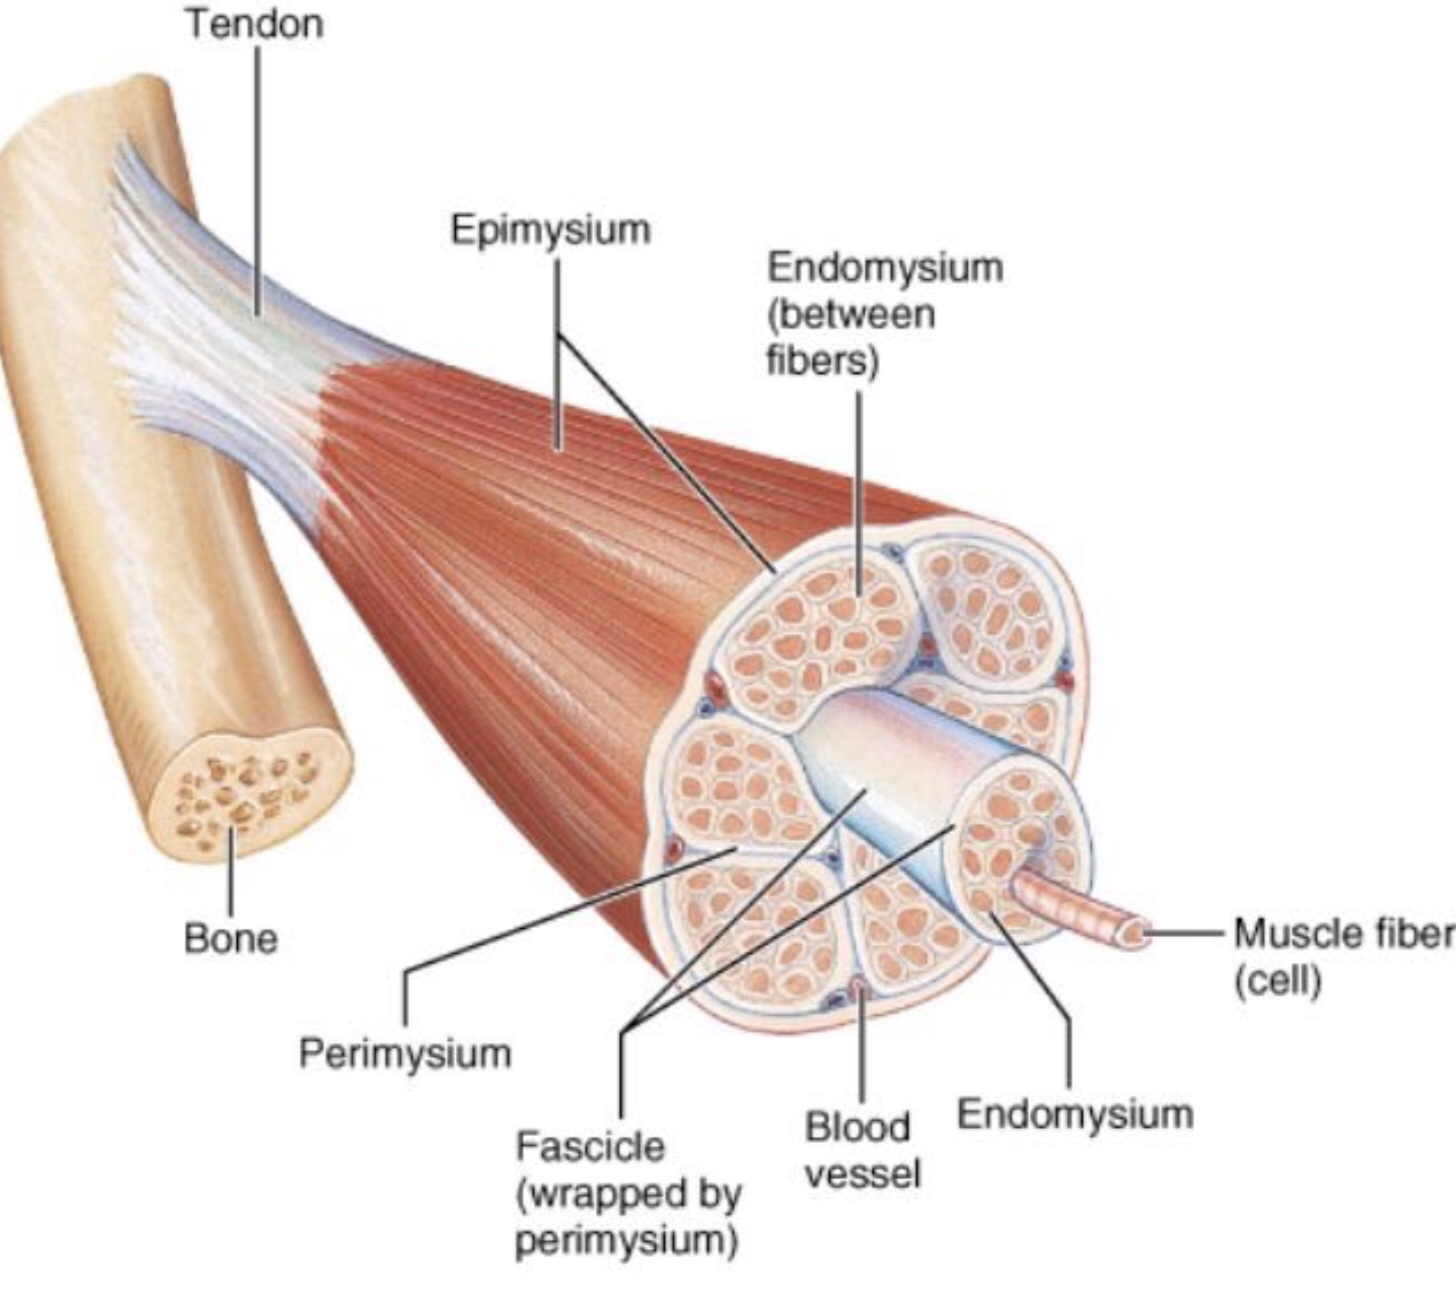 Tendon
Epimysium
Endomysium
(between
fibers)
Bone
Muscle fiber
(cell)
Perimysium
Fascicle
(wrapped by
perimysium)
Blood
vessel
Endomysium